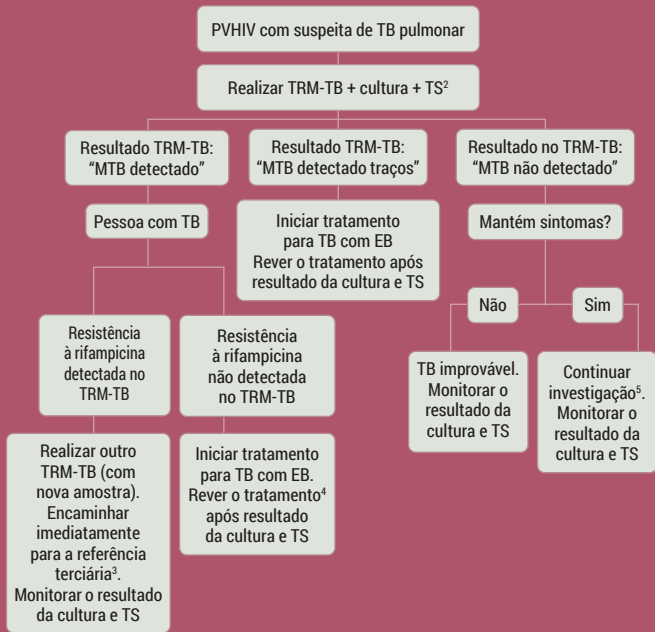 PVHIV com suspeita de TB pulmonar
Realizar TRM-TB + cultura + TS²
Resultado TRM-TB:
“MTB detectado”
Resultado TRM-TB:
“MTB detectado traços”
Resultado no TRM-TB:
“MTB não detectado”
Pessoa com TB
Iniciar tratamento
para TB com EB
Rever o tratamento após
resultado da cultura e TS
Mantém sintomas?
Não
Sim
Resistência
à rifampicina
detectada no
TRM-TB
Resistência
à rifampicina
não detectada
no TRM-TB
TB improvável.
Monitorar o
resultado da
cultura e TS
Continuar
investigação⁵.
Monitorar o
resultado da
cultura e TS
Realizar outro
TRM-TB (com
nova amostra).
Encaminhar
imediatamente
para a referência
terciária³.
Monitorar o resultado
da cultura e TS
Iniciar tratamento
para TB com EB.
Rever o tratamento⁴
após resultado
da cultura e TS